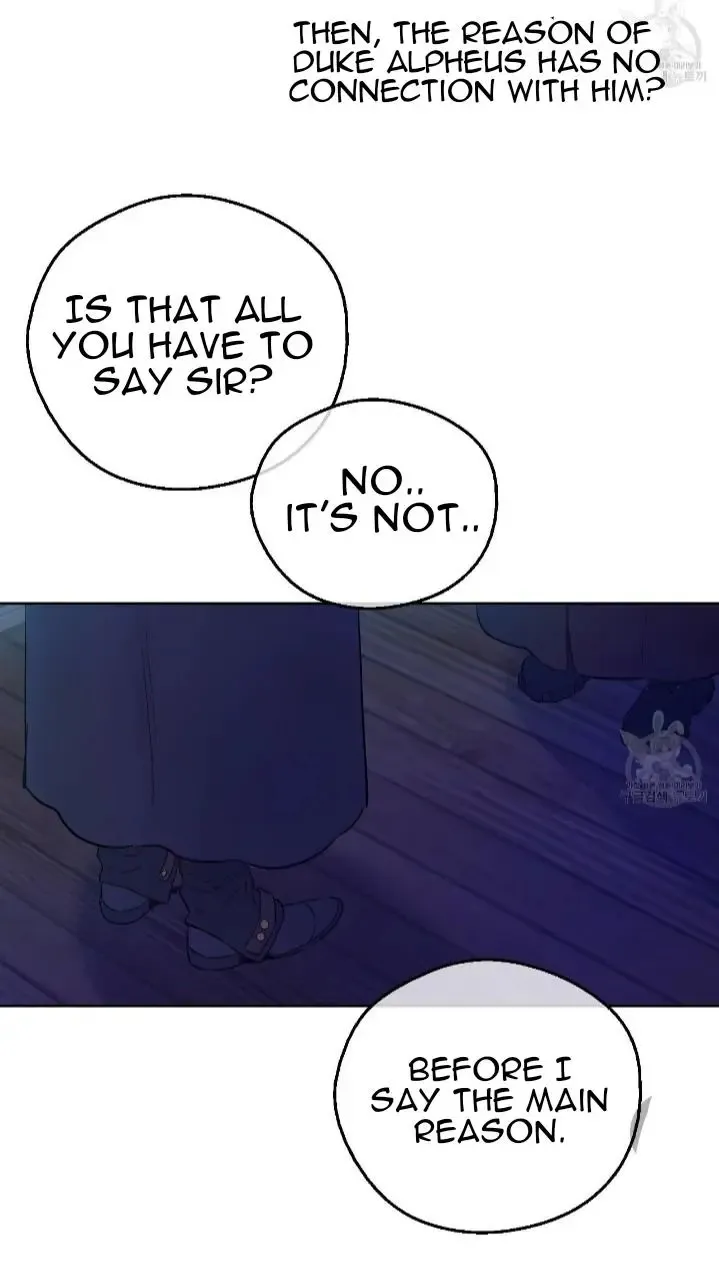 THEN, THE REASON OF
DUKE ALPHEUS HAS NO
CONNECTION WITH HIM?
IS THAT ALL
YOU HAVE TO
SAY SIR?
NO..
IT'S NOT..
BEFORE I
SAY THE MAIN
REASON.